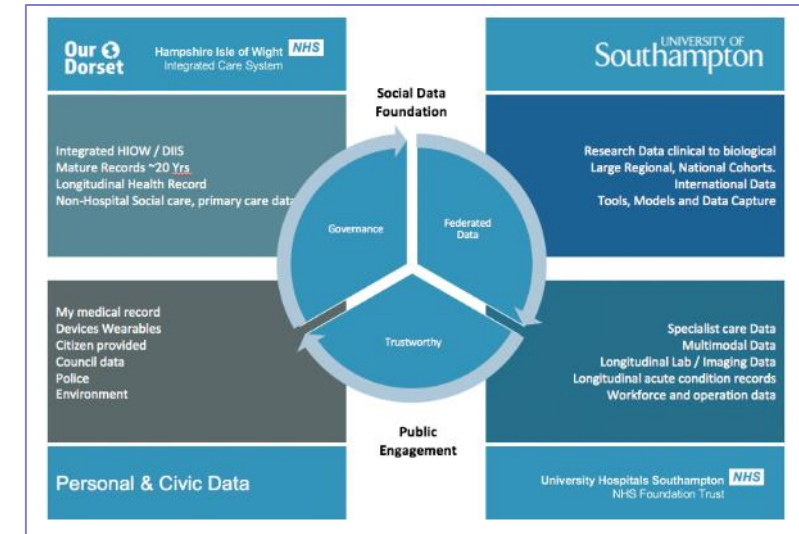 Our Dorset
Hampshire Isle of Wight NHS
Integrated Care System
UNIVERSITY OF
Southampton
Social Data
Foundation
Integrated HIOW / DIIS
Mature Records ~20 Yrs
Longitudinal Health Record
Non-Hospital Social care, primary care data
Research Data clinical to biological
Large Regional, National Cohorts.
International Data
Tools, Models and Data Capture
Governance
Federated
Data
Trustworthy
My medical record
Devices Wearables
Citizen provided
Council data
Police
Environment
Specialist care Data
Multimodal Data
Longitudinal Lab / Imaging Data
Longitudinal acute condition records
Workforce and operation data
Public
Engagement
Personal & Civic Data
University Hospitals Southampton NHS
NHS Foundation Trust